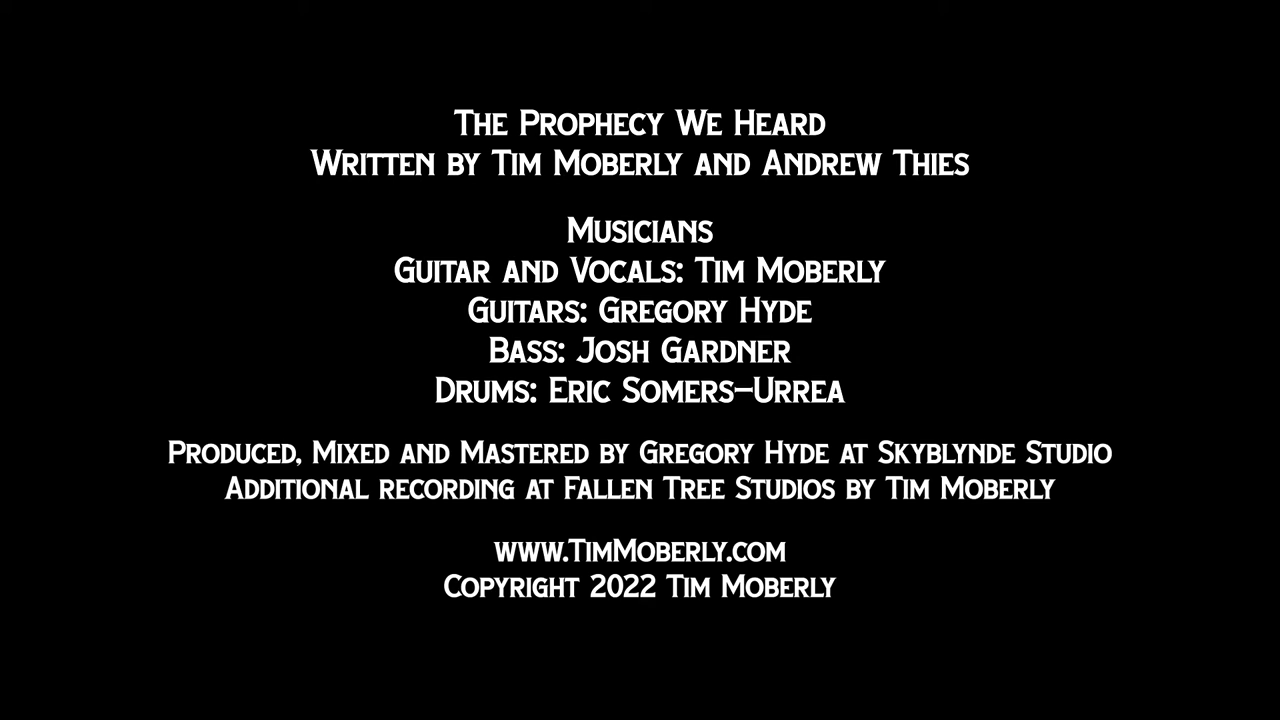 The Prophecy We Heard
Written by Tim Moberly and Andrew Thies
Musicians
Guitar and Vocals: Tim Moberly
Guitars: Gregory Hyde
Bass: Josh Gardner
Drums: Eric Somers-Urrea
Produced, Mixed and Mastered by Gregory Hyde at Skyblynde Studio
Additional recording at Fallen Tree Studios by Tim Moberly
www.TimMoberly.com
Copyright 2022 Tim Moberly